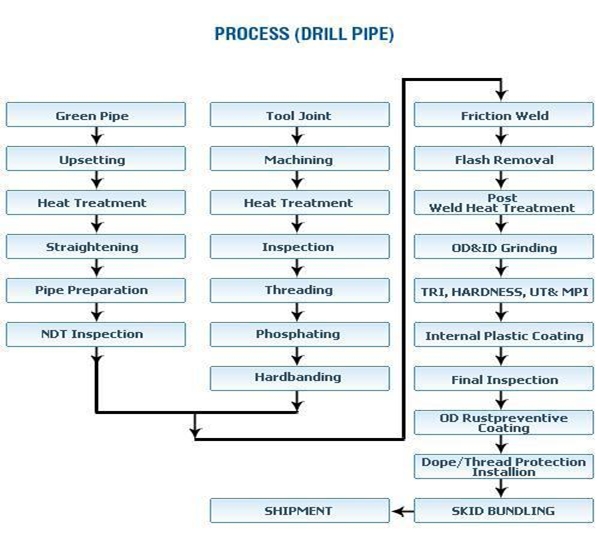 PROCESS (DRILL PIPE)
Green Pipe
Upsetting
Heat Treatment
Straightening
Pipe Preparation
NDT Inspection
Tool Joint
Machining
Heat Treatment
Inspection
Threading
Phosphating
Hardbanding
Friction Weld
Flash Removal
Post
Weld Heat Treatment
OD&ID Grinding
TRI, HARDNESS, UT& MPI
Internal Plastic Coating
Final Inspection
OD Rustpreventive
Coating
Dope/Thread Protection
Installion
SKID BUNDLING
SHIPMENT